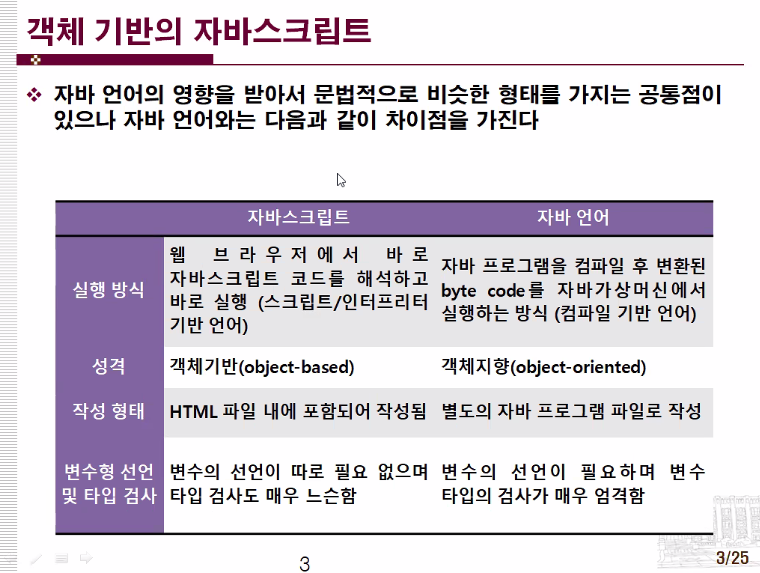 객체 기반의 자바스크립트
자바 언어의 영향을 받아서 문법적으로 비슷한 형태를 가지는 공통점이
있으나 자바 언어와는 다음과 같이 차이점을 가진다
자바스크립트 자바 언어
실행 방식
웹 브라우저에서 바로
자바스크립트 코드를 해석하고
바로 실행 (스크립트/인터프리터
기반 언어)
자바 프로그램을 컴파일 후 변환된
byte code를 자바가상머신에서
실행하는 방식 (컴파일 기반 언어)
성격
객체기반(object-based)
객체지향(object-oriented)
작성 형태
HTML 파일 내에 포함되어 작성됨
별도의 자바 프로그램 파일로 작성
변수형 선언
및 타입 검사
변수의 선언이 따로 필요 없으며
타입 검사도 매우 느슨함
변수의 선언이 필요하며 변수
타입의 검사가 매우 엄격함
3
3/25